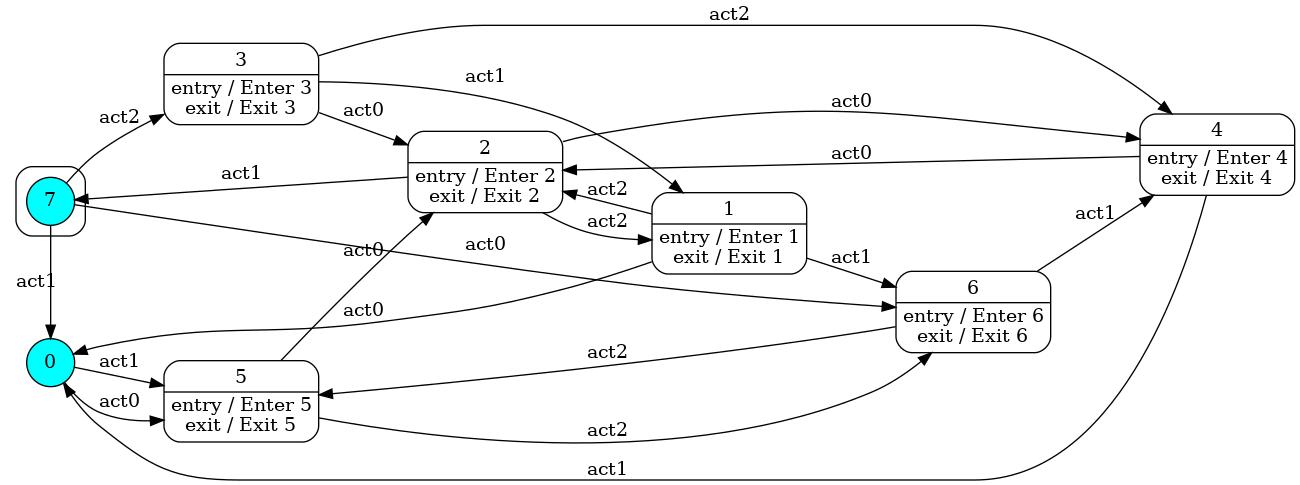 act2
3
entry / Enter 3
exit / Exit 3
act1
act0
act2
act0
2
entry / Enter 2
exit / Exit 2
4
entry / Enter 4
exit / Exit 4
act0
act1
7
act2
act2
1
entry / Enter 1
exit / Exit 1
act1
act0
act0
act1
act1
6
entry / Enter 6
exit / Exit 6
act0
act2
0
act1
act0
5
entry / Enter 5
exit / Exit 5
act2
act1